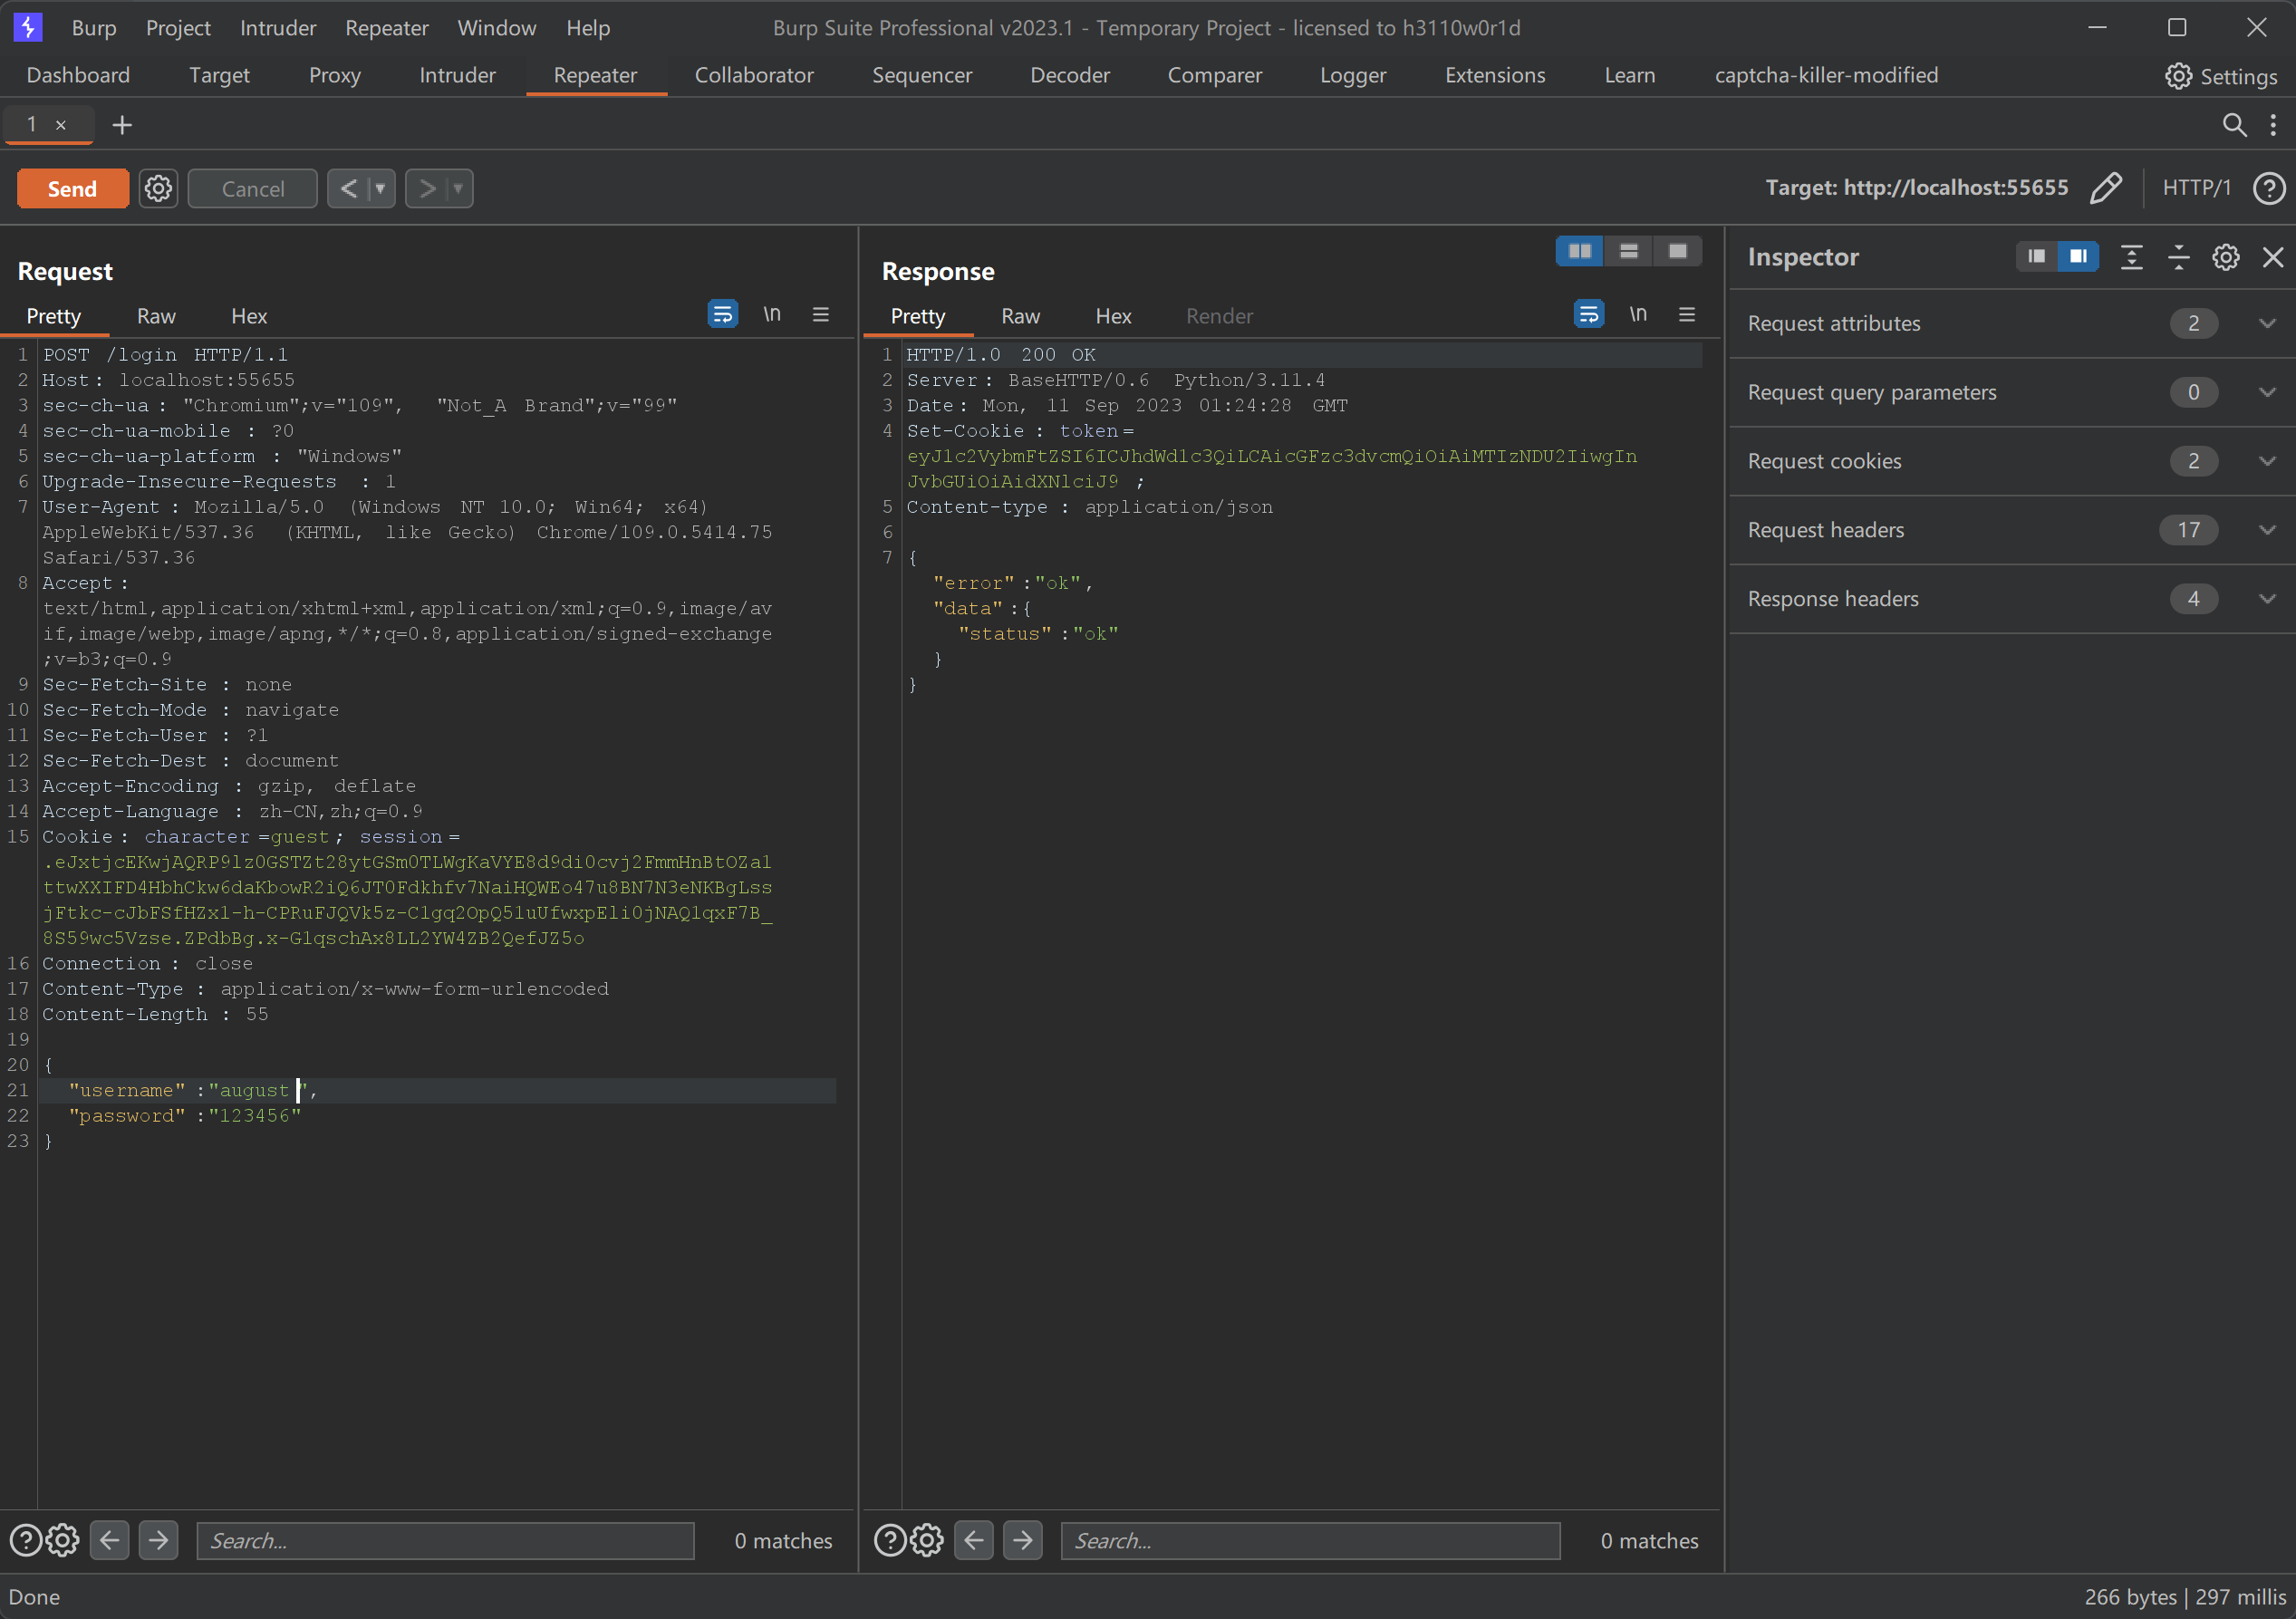 Burp Project Intruder Repeater Window Help Burp Suite Professional v2023.1 - Temporary Project - licensed to h3110w0r1d
Dashboard Target Proxy Intruder Repeater Collaborator Sequencer Decoder Comparer Logger Extensions Learn captcha-killer-modified Settings
1 × +
Send Cancel < > Target: http://localhost:55655 HTTP/1
Request
Pretty Raw Hex \n
1 POST /login HTTP/1.1
2 Host: localhost:55655
3 sec-ch-ua: "Chromium";v="109", "Not_A Brand";v="99"
4 sec-ch-ua-mobile: ?0
5 sec-ch-ua-platform: "Windows"
6 Upgrade-Insecure-Requests: 1
7 User-Agent: Mozilla/5.0 (Windows NT 10.0; Win64; x64)
AppleWebKit/537.36 (KHTML, like Gecko) Chrome/109.0.5414.75
Safari/537.36
8 Accept:
text/html,application/xhtml+xml,application/xml;q=0.9,image/av
if,image/webp,image/apng,*/*;q=0.8,application/signed-exchange
;v=b3;q=0.9
9 Sec-Fetch-Site: none
10 Sec-Fetch-Mode: navigate
11 Sec-Fetch-User: ?1
12 Sec-Fetch-Dest: document
13 Accept-Encoding: gzip, deflate
14 Accept-Language: zh-CN,zh;q=0.9
15 Cookie: character=guest; session=
.eJxtjcEKwjAQRP9lz0GSTZt28ytGSm0TLWgKaVYE8d9di0cvj2FmmHnBtOZa1
ttwXXIFD4HbhCkw6daKbowR2iQ6JT0Fdkhfv7NaiHQWEo47u8BN7N3eNKBgLss
jFtkc-cJbFSfHZx1-h-CPRuFJQVk5z-C1gq2OpQ51uUfwxpEli0jNAQ1qxF7B_
8S59wc5Vzse.ZPdbBg.x-G1qschAx8LL2YW4ZB2QefJZ5o
16 Connection: close
17 Content-Type: application/x-www-form-urlencoded
18 Content-Length: 55
19
20 {
21 "username":"august",
22 "password":"123456"
23 }
Search... 0 matches
Response
Pretty Raw Hex Render \n
1 HTTP/1.0 200 OK
2 Server: BaseHTTP/0.6 Python/3.11.4
3 Date: Mon, 11 Sep 2023 01:24:28 GMT
4 Set-Cookie: token=
eyJ1c2VybmFtZSI6ICJhdWd1c3QiLCAicGFzc3dvcmQiOiAiMTIzNDU2IiwgIn
JvbGUiOiAidXNlciJ9;
5 Content-type: application/json
6
7 {
"error":"ok",
"data":{
"status":"ok"
}
}
Search... 0 matches
Inspector
Request attributes 2
Request query parameters 0
Request cookies 2
Request headers 17
Response headers 4
Done 266 bytes | 297 millis